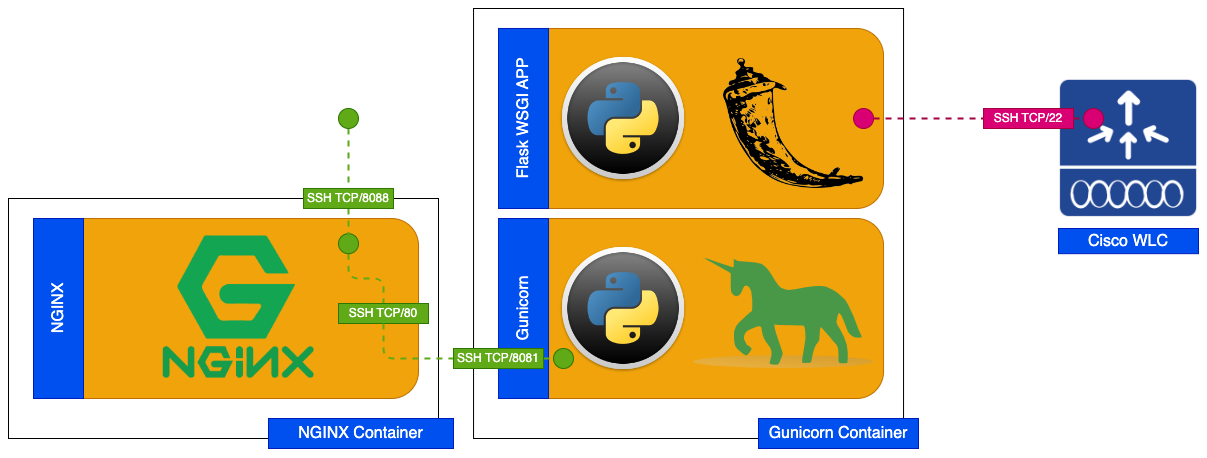 Flask WSGI APP
SSH TCP/22
SSH TCP/8088
Cisco WLC
NGINX
Gunicorn
SSH TCP/80
NGiNX
SSH TCP/8081
NGINX Container
Gunicorn Container